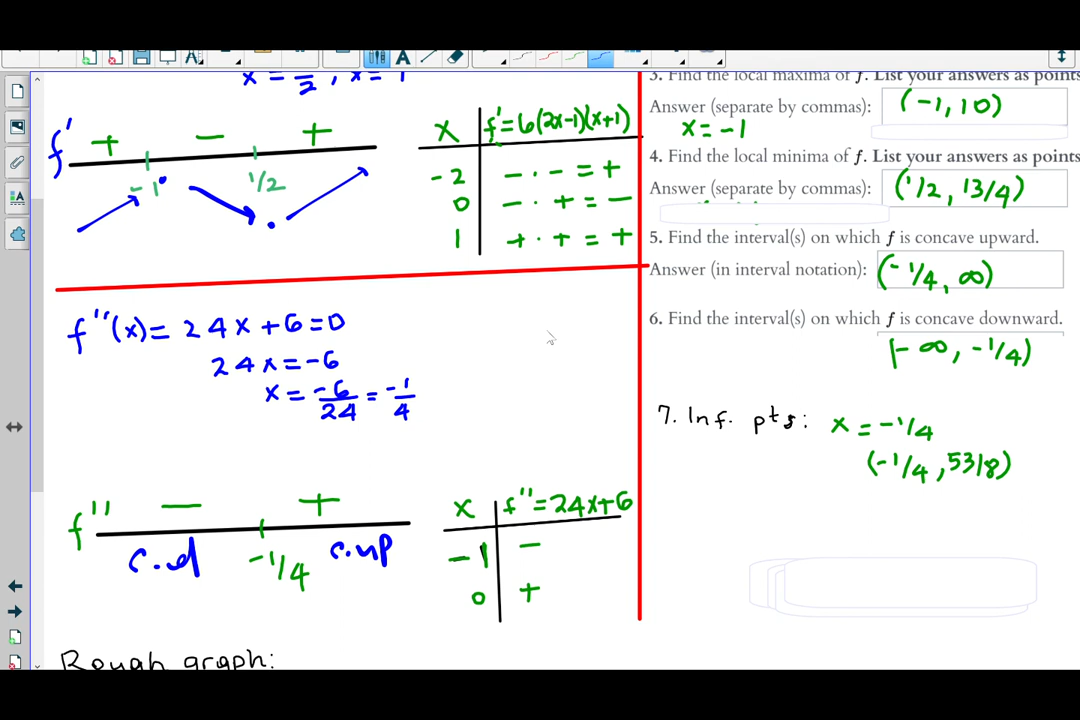 x = 1/2, x = 1
f' + - +
-1 1/2
x f'=6(2x-1)(x+1)
-2 - · - = +
0 - · + = -
1 + · + = +
f''(x) = 24x+6=0
24x = -6
x = -6/24 = -1/4
f'' - +
c.d -1/4 c.up
x f''=24x+6
-1 -
0 +
Rough graph:
3. Find the local maxima of f. List your answers as points
Answer (separate by commas): (-1, 10)
x = -1
4. Find the local minima of f. List your answers as points
Answer (separate by commas): (1/2, 13/4)
5. Find the interval(s) on which f is concave upward.
Answer (in interval notation): (-1/4, ∞)
6. Find the interval(s) on which f is concave downward.
(-∞, -1/4)
7. Inf. pts: x = -1/4
(-1/4, 53/8)